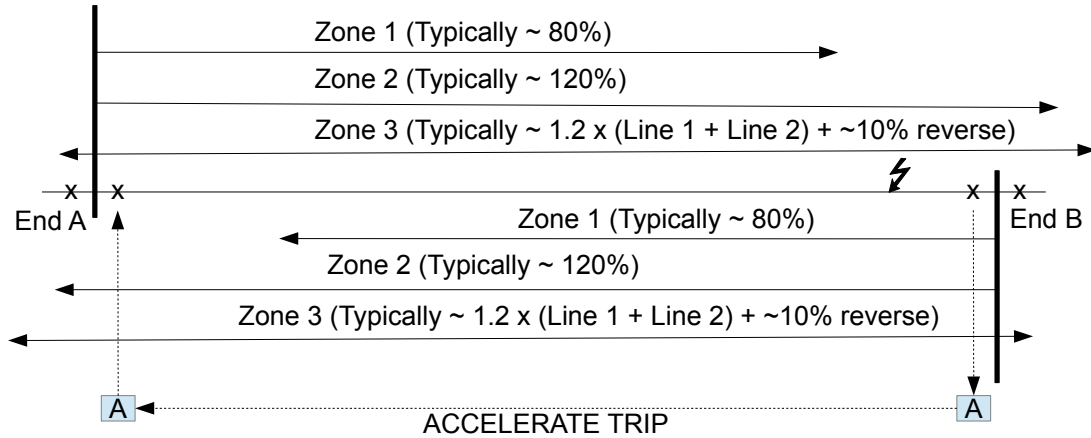 Zone 1 (Typically ~ 80%)
Zone 2 (Typically ~ 120%)
Zone 3 (Typically ~ 1.2 x (Line 1 + Line 2) + ~10% reverse)
x x x x
End A
End B
Zone 1 (Typically ~ 80%)
Zone 2 (Typically ~ 120%)
Zone 3 (Typically ~ 1.2 x (Line 1 + Line 2) + ~10% reverse)
A A
ACCELERATE TRIP